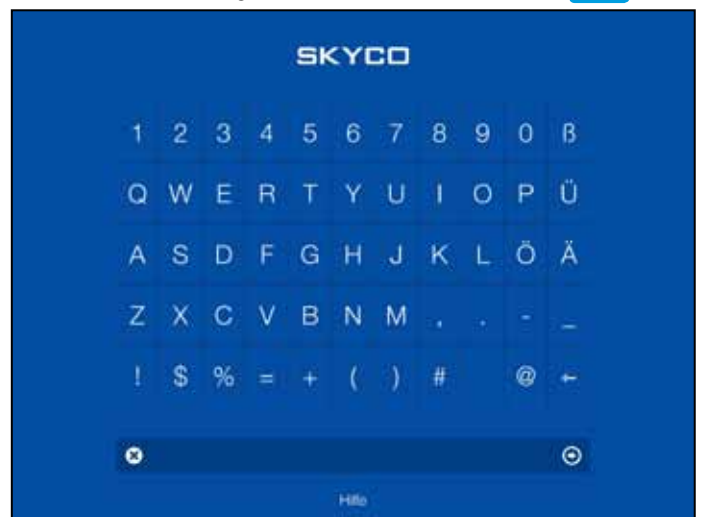 SKYCO
1 2 3 4 5 6 7 8 9 0 ß
Q W E R T Y U I O P Ü
A S D F G H J K L Ö Ä
Z X C V B N M , . - _
! $ % = + ( ) # @ ←
Hilfe